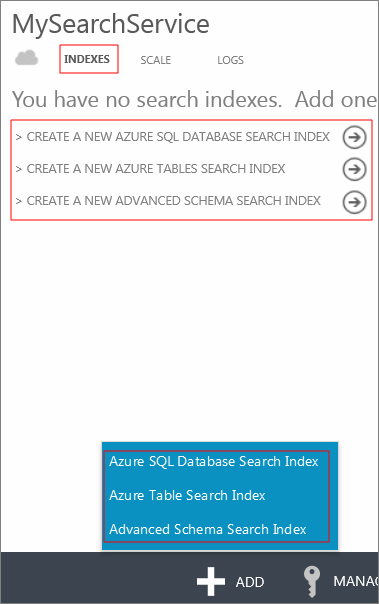 MySearchService
INDEXES SCALE LOGS
You have no search indexes. Add one
> CREATE A NEW AZURE SQL DATABASE SEARCH INDEX
> CREATE A NEW AZURE TABLES SEARCH INDEX
> CREATE A NEW ADVANCED SCHEMA SEARCH INDEX
Azure SQL Database Search Index
Azure Table Search Index
Advanced Schema Search Index
ADD MANAG